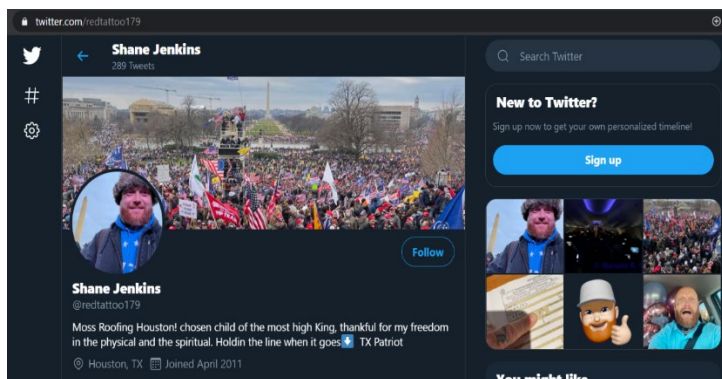 twitter.com/redtattoo179
Shane Jenkins
289 Tweets
Search Twitter
New to Twitter?
Sign up now to get your own personalized timeline!
Sign up
Follow
Shane Jenkins
@redtattoo179
Moss Roofing Houston! chosen child of the most high King, thankful for my freedom
in the physical and the spiritual. Holdin the line when it goes⬇️ TX Patriot
Houston, TX Joined April 2011
You might like